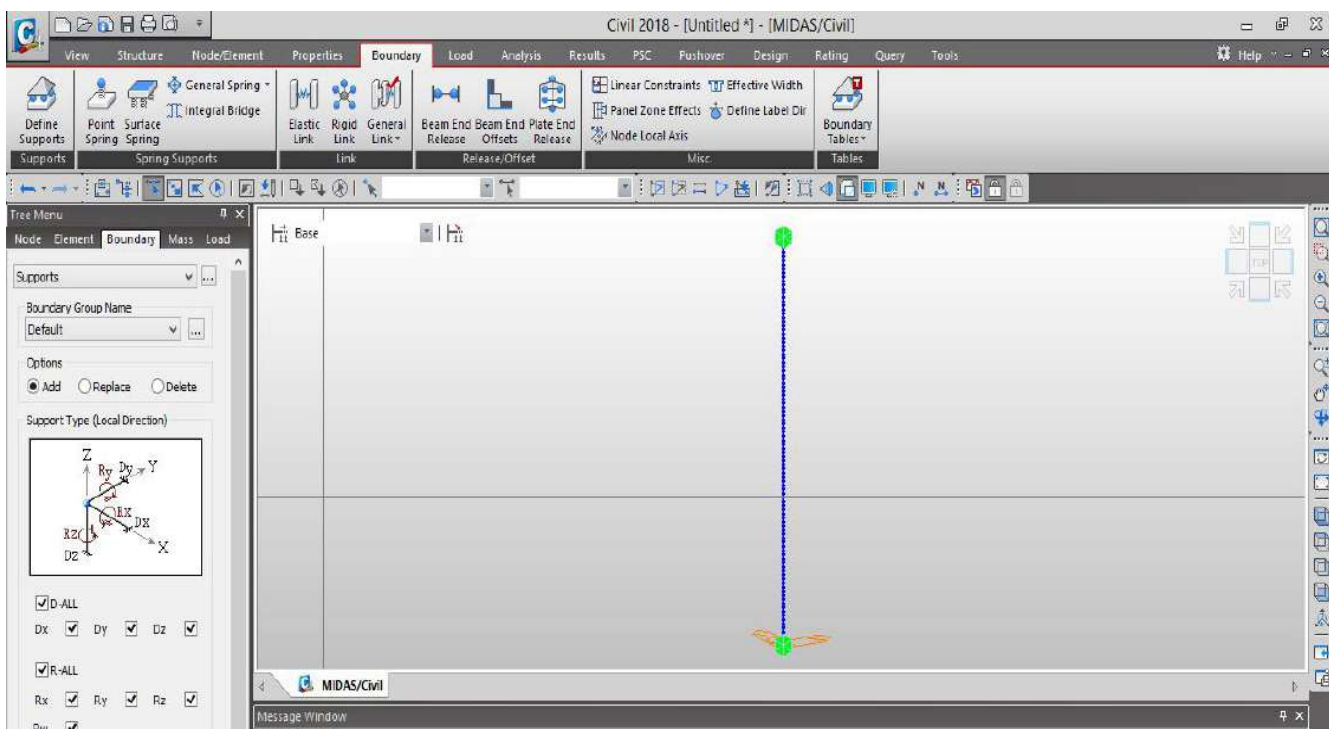 Civil 2018 - [Untitled *] - [MIDAS/Civil]
View Structure Node/Element Properties Boundary Load Analysis Results PSC Pushover Design Rating Query Tools Help
General Spring Linear Constraints Effective Width
Integral Bridge Panel Zone Effects Define Label Dir
Define Point Surface Elastic Rigid General Beam End Beam End Plate End Boundary
Supports Spring Spring Link Link Link Release Offsets Release Node Local Axis Tables
Supports Spring Supports Link Release/Offset Misc. Tables
Tree Menu
Node Element Boundary Mass Load
Base
TOP
Supports
Boundary Group Name
Default
Options
Add Replace Delete
Support Type (Local Direction)
Z
Ry Dy Y
Rx Dx
Rz
Dz X
D-ALL
Dx Dy Dz
R-ALL
Rx Ry Rz
Rw
MIDAS/Civil
Message Window